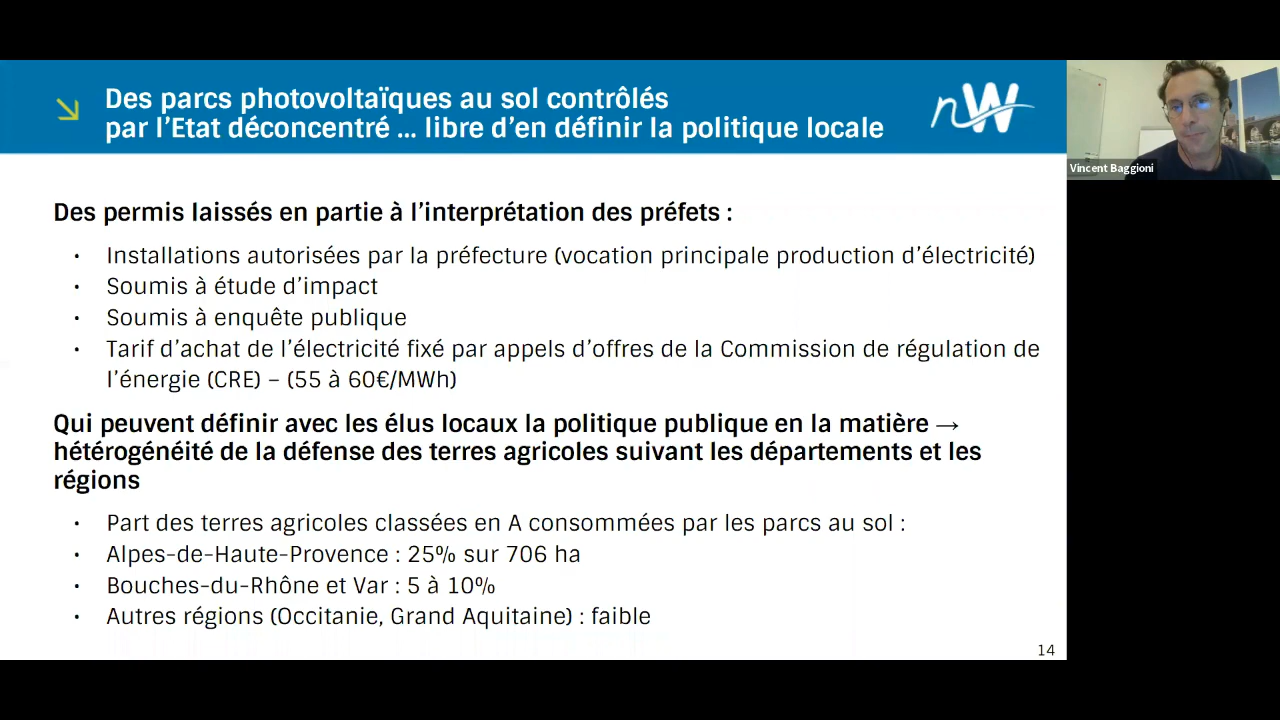 Des parcs photovoltaïques au sol contrôlés
par l'Etat déconcentré ... libre d'en définir la politique locale
nW
Vincent Baggioni
Des permis laissés en partie à l'interprétation des préfets :
• Installations autorisées par la préfecture (vocation principale production d'électricité)
• Soumis à étude d'impact
• Soumis à enquête publique
• Tarif d'achat de l'électricité fixé par appels d'offres de la Commission de régulation de
l'énergie (CRE) – (55 à 60€/MWh)
Qui peuvent définir avec les élus locaux la politique publique en la matière →
hétérogénéité de la défense des terres agricoles suivant les départements et les
régions
• Part des terres agricoles classées en A consommées par les parcs au sol :
• Alpes-de-Haute-Provence : 25% sur 706 ha
• Bouches-du-Rhône et Var : 5 à 10%
• Autres régions (Occitanie, Grand Aquitaine) : faible
14